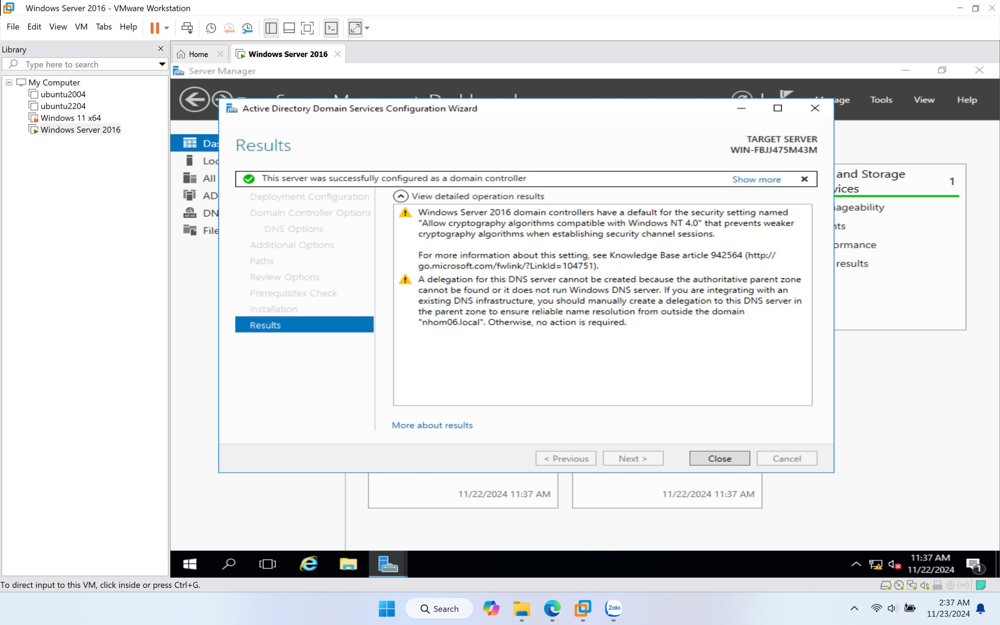 Windows Server 2016 - VMware Workstation
File Edit View VM Tabs Help
Library
Type here to search
My Computer
ubuntu2004
ubuntu2204
Windows 11 x64
Windows Server 2016
Home
Windows Server 2016
Server Manager
age Tools View Help
Das
Loc
All
AD
DN
File
Active Directory Domain Services Configuration Wizard
Results
TARGET SERVER
WIN-FBJJ475M43M
This server was successfully configured as a domain controller
Show more
Deployment Configuration
Domain Controller Options
DNS Options
Additional Options
Paths
Review Options
Prerequisites Check
Installation
Results
View detailed operation results
Windows Server 2016 domain controllers have a default for the security setting named
"Allow cryptography algorithms compatible with Windows NT 4.0" that prevents weaker
cryptography algorithms when establishing security channel sessions.
For more information about this setting, see Knowledge Base article 942564 (http://
go.microsoft.com/fwlink/?LinkId=104751).
A delegation for this DNS server cannot be created because the authoritative parent zone
cannot be found or it does not run Windows DNS server. If you are integrating with an
existing DNS infrastructure, you should manually create a delegation to this DNS server in
the parent zone to ensure reliable name resolution from outside the domain
"nhom06.local". Otherwise, no action is required.
More about results
< Previous Next > Close Cancel
and Storage
vices
1
ageability
nts
ormance
results
11/22/2024 11:37 AM
11/22/2024 11:37 AM
11:37 AM
11/22/2024
1
To direct input to this VM, click inside or press Ctrl+G.
Search
Zalo
2:37 AM
11/23/2024